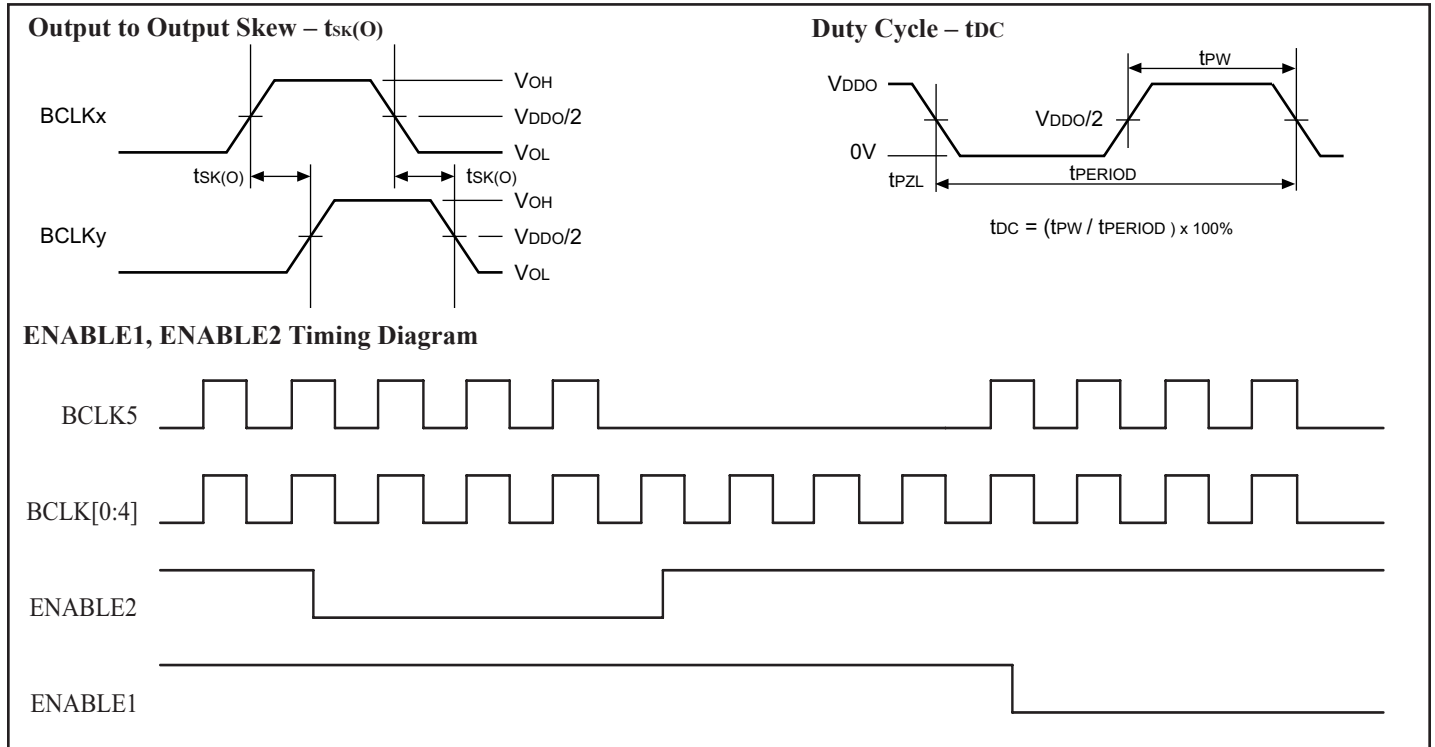 Output to Output Skew – tSK(O)
BCLKx
VOH
VDDO/2
VOL
tSK(O)
tSK(O)
BCLKy
VOH
VDDO/2
VOL
Duty Cycle – tDC
tPW
VDDO
VDDO/2
0V
tPZL
tPERIOD
tDC = (tPW / tPERIOD ) x 100%
ENABLE1, ENABLE2 Timing Diagram
BCLK5
BCLK[0:4]
ENABLE2
ENABLE1